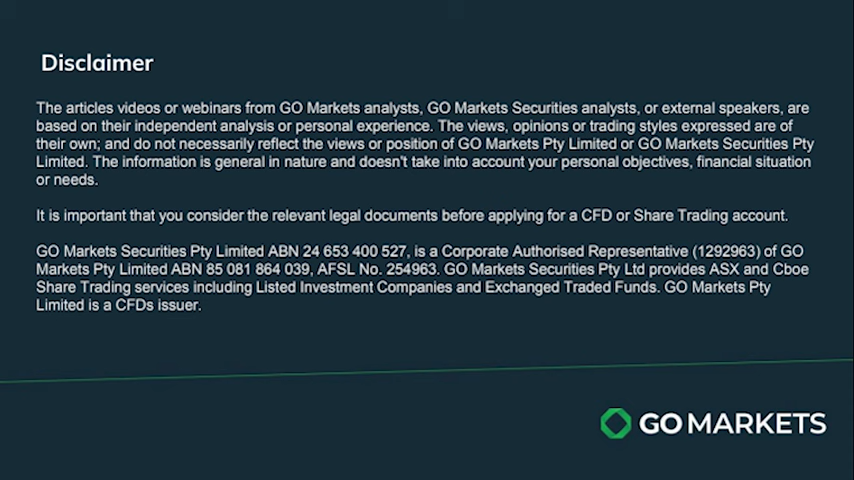 Disclaimer
The articles videos or webinars from GO Markets analysts, GO Markets Securities analysts, or external speakers, are
based on their independent analysis or personal experience. The views, opinions or trading styles expressed are of
their own; and do not necessarily reflect the views or position of GO Markets Pty Limited or GO Markets Securities Pty
Limited. The information is general in nature and doesn't take into account your personal objectives, financial situation
or needs.
It is important that you consider the relevant legal documents before applying for a CFD or Share Trading account.
GO Markets Securities Pty Limited ABN 24 653 400 527, is a Corporate Authorised Representative (1292963) of GO
Markets Pty Limited ABN 85 081 864 039, AFSL No. 254963. GO Markets Securities Pty Ltd provides ASX and Cboe
Share Trading services including Listed Investment Companies and Exchanged Traded Funds. GO Markets Pty
Limited is a CFDs issuer.
GO MARKETS